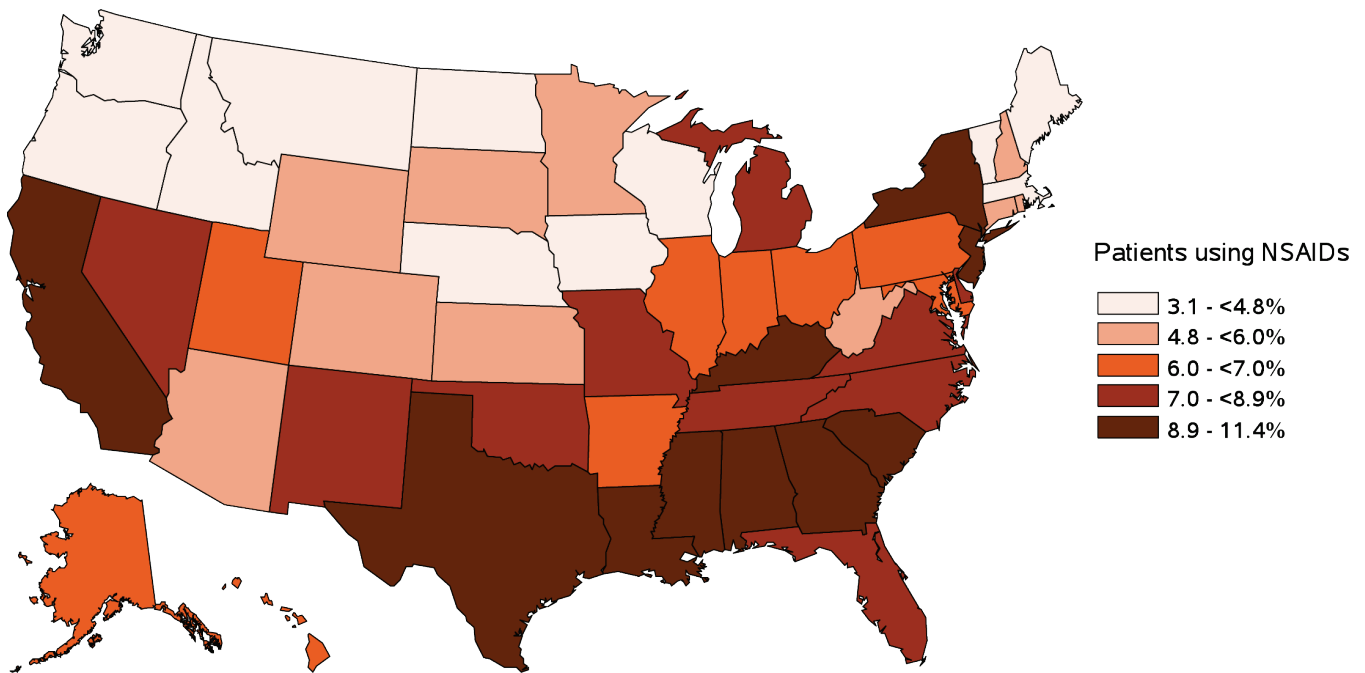 Patients using NSAIDs
3.1 - <4.8%
4.8 - <6.0%
6.0 - <7.0%
7.0 - <8.9%
8.9 - 11.4%